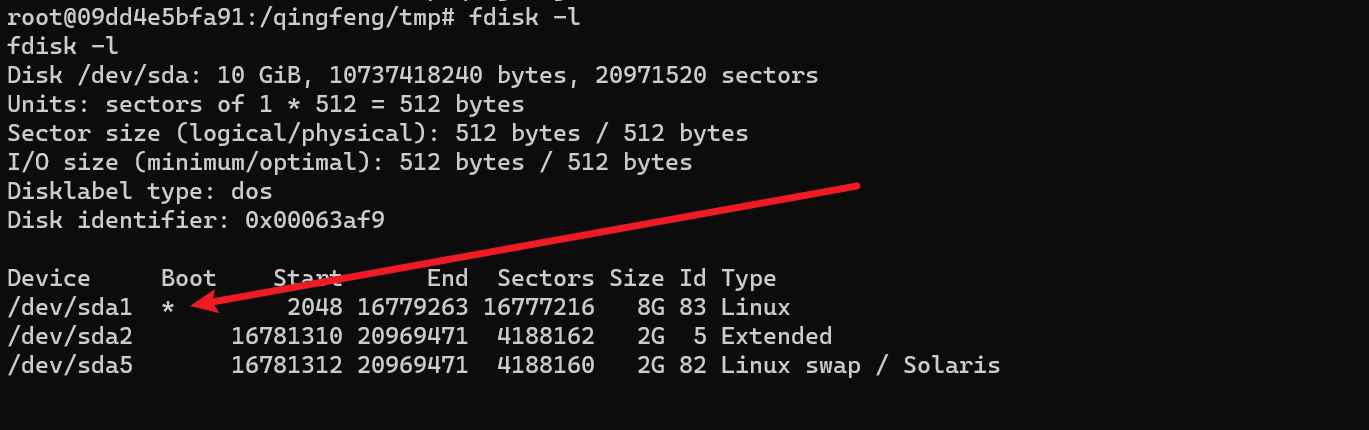 root@09dd4e5bfa91:/qingfeng/tmp# fdisk -l
fdisk -l
Disk /dev/sda: 10 GiB, 10737418240 bytes, 20971520 sectors
Units: sectors of 1 * 512 = 512 bytes
Sector size (logical/physical): 512 bytes / 512 bytes
I/O size (minimum/optimal): 512 bytes / 512 bytes
Disklabel type: dos
Disk identifier: 0x00063af9
Device     Boot    Start      End  Sectors Size Id Type
/dev/sda1  *        2048 16779263 16777216   8G 83 Linux
/dev/sda2       16781310 20969471  4188162   2G  5 Extended
/dev/sda5       16781312 20969471  4188160   2G 82 Linux swap / Solaris